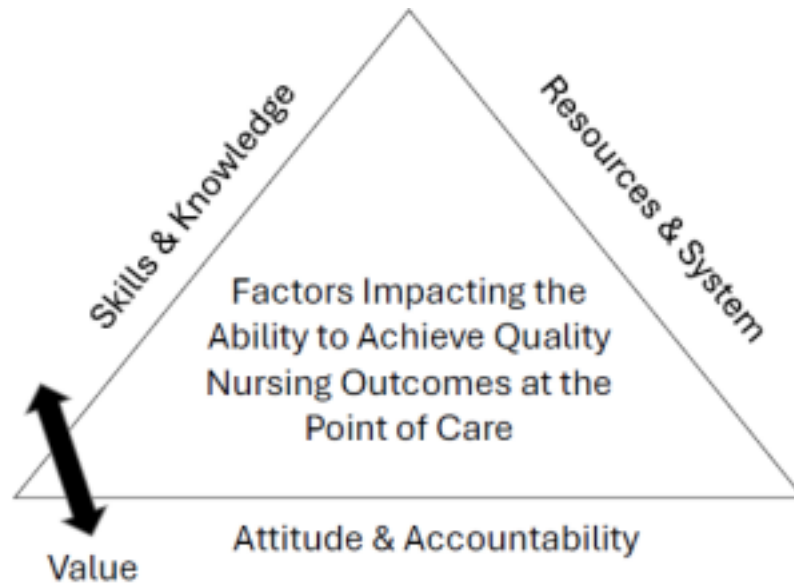 Skills & Knowledge
Resources & System
Factors Impacting the
Ability to Achieve Quality
Nursing Outcomes at the
Point of Care
Attitude & Accountability
Value